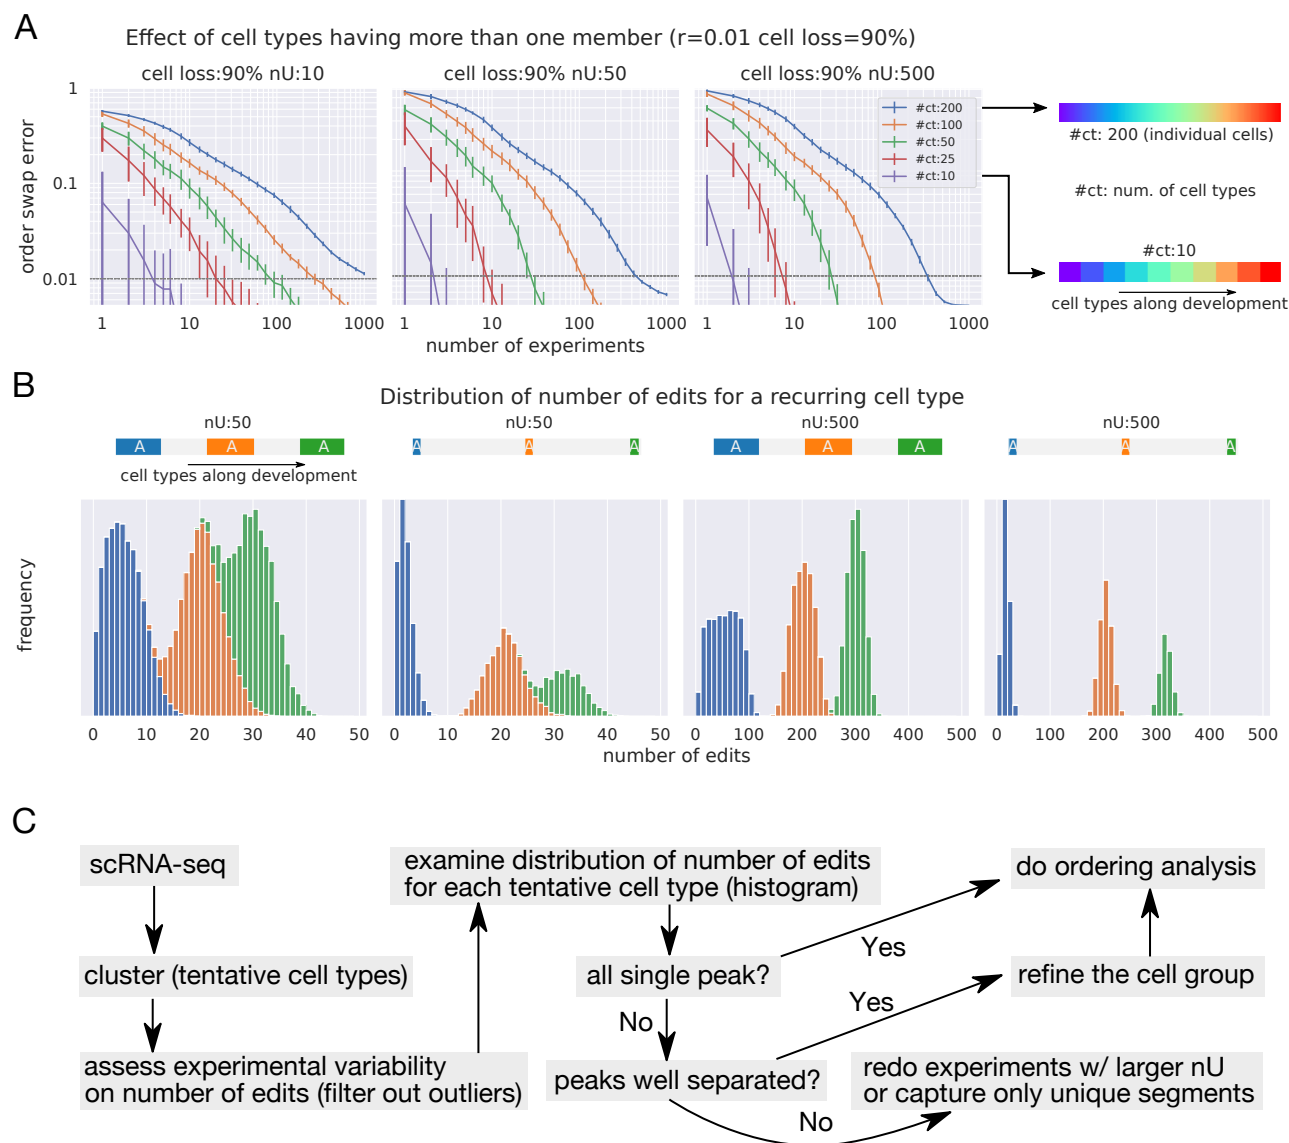 A
Effect of cell types having more than one member (r=0.01 cell loss=90%)
cell loss:90% nU:10
cell loss:90% nU:50
cell loss:90% nU:500
order swap error
1
0.1
0.01
1 10 100 1000
1 10 100 1000
1 10 100 1000
number of experiments
#ct:200
#ct:100
#ct:50
#ct:25
#ct:10
#ct: 200 (individual cells)
#ct: num. of cell types
#ct:10
cell types along development
B
Distribution of number of edits for a recurring cell type
nU:50
nU:50
nU:500
nU:500
A A A
A A A
A A A
A A A
cell types along development
frequency
0 10 20 30 40 50
0 10 20 30 40 50
0 100 200 300 400 500
0 100 200 300 400 500
number of edits
C
scRNA-seq
cluster (tentative cell types)
assess experimental variability
on number of edits (filter out outliers)
examine distribution of number of edits
for each tentative cell type (histogram)
all single peak?
Yes
No
peaks well separated?
Yes
No
do ordering analysis
refine the cell group
redo experiments w/ larger nU
or capture only unique segments